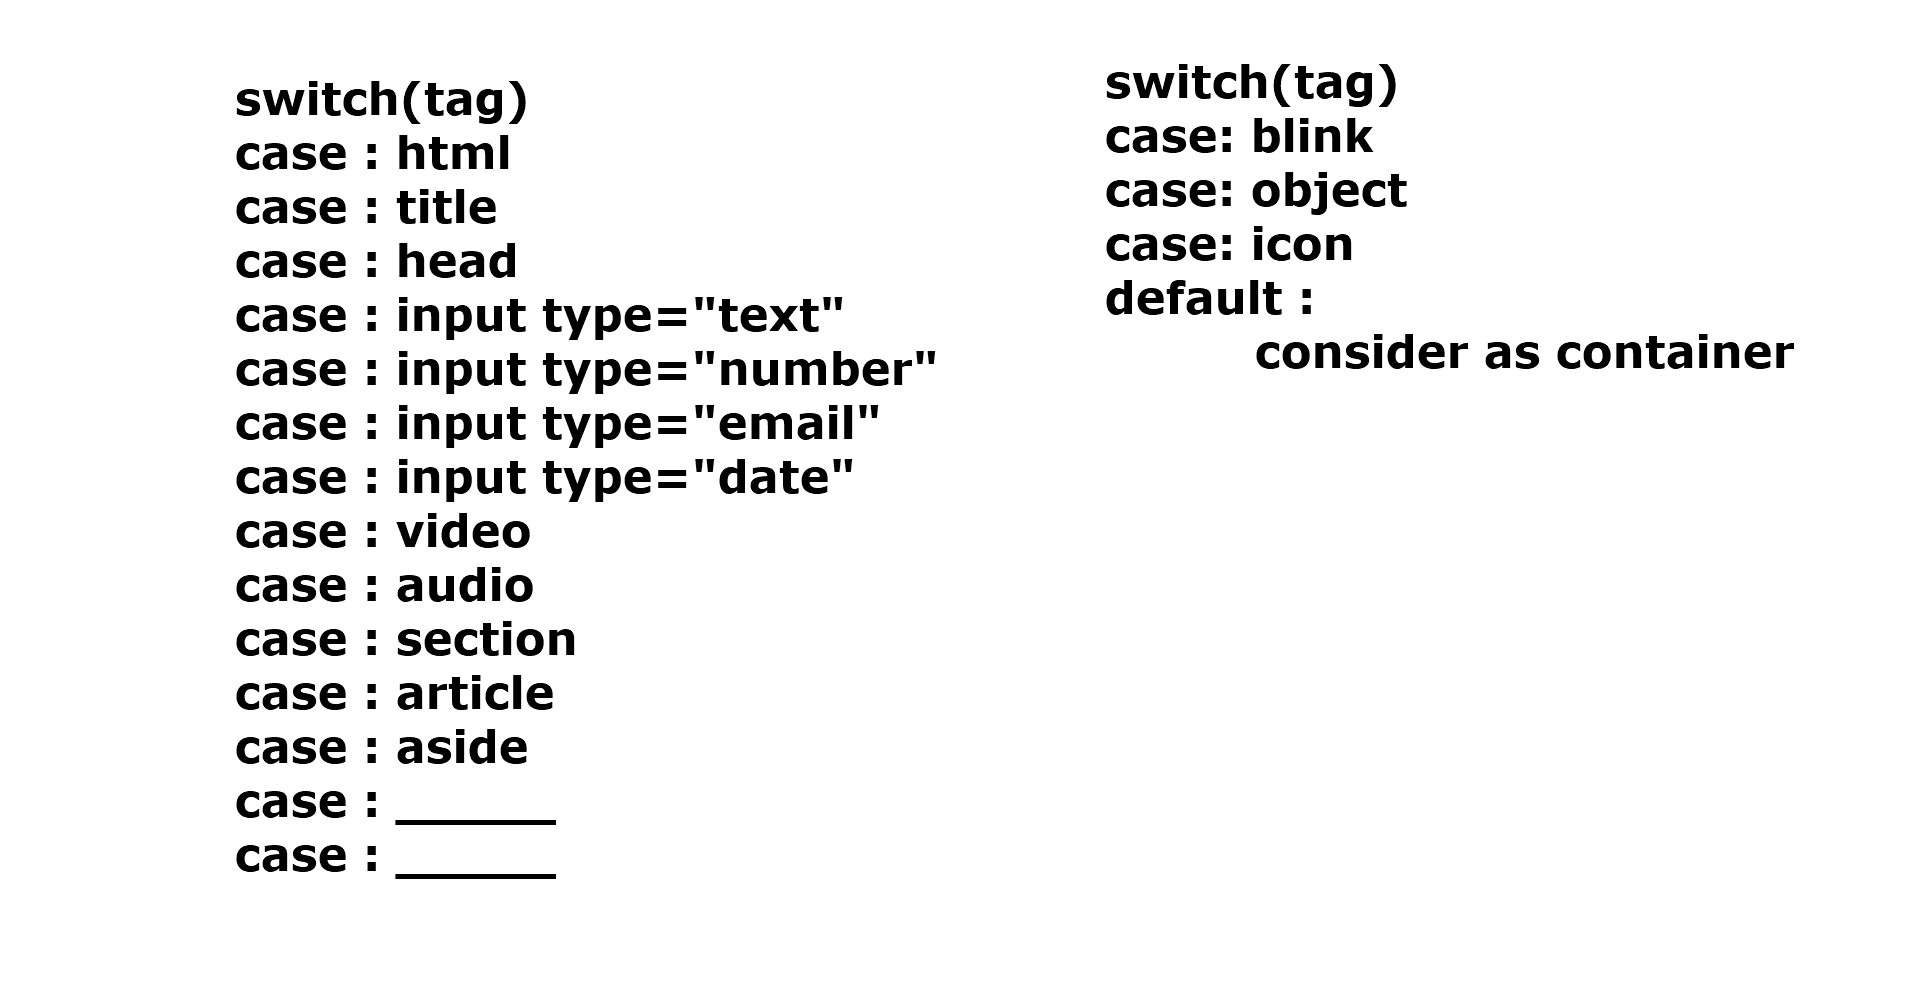 switch(tag)
case : html
case : title
case : head
case : input type="text"
case : input type="number"
case : input type="email"
case : input type="date"
case : video
case : audio
case : section
case : article
case : aside
case : _______
case : _______
switch(tag)
case: blink
case: object
case: icon
default :
consider as container